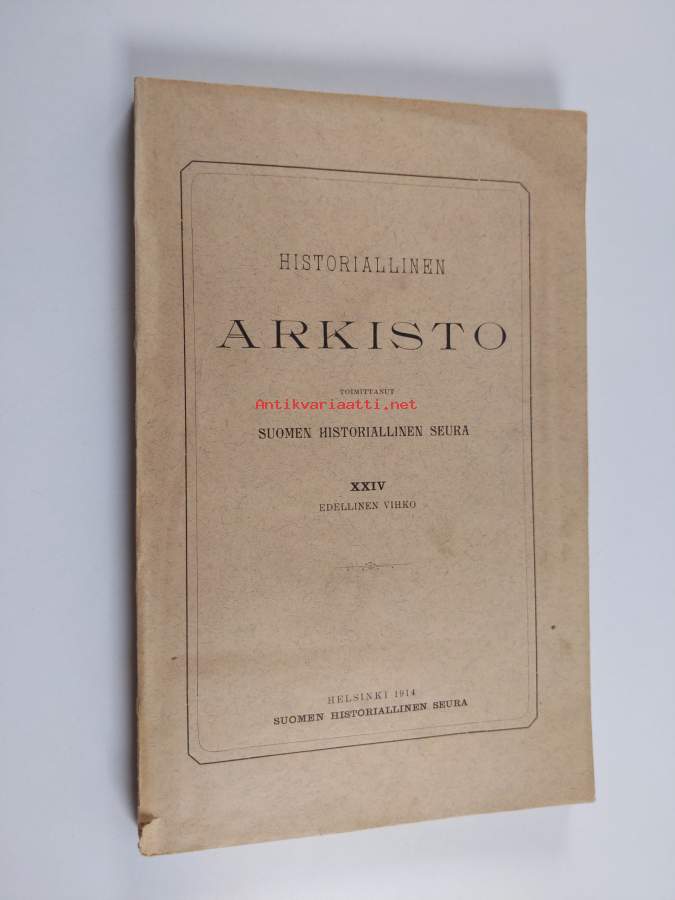 HISTORIALLINEN
ARKISTO
TOIMITTANUT
Antikvariaatti.net
SUOMEN HISTORIALLINEN SEURA
XXIV
EDELLINEN VIHKO
HELSINKI 1914
SUOMEN HISTORIALLINEN SEURA